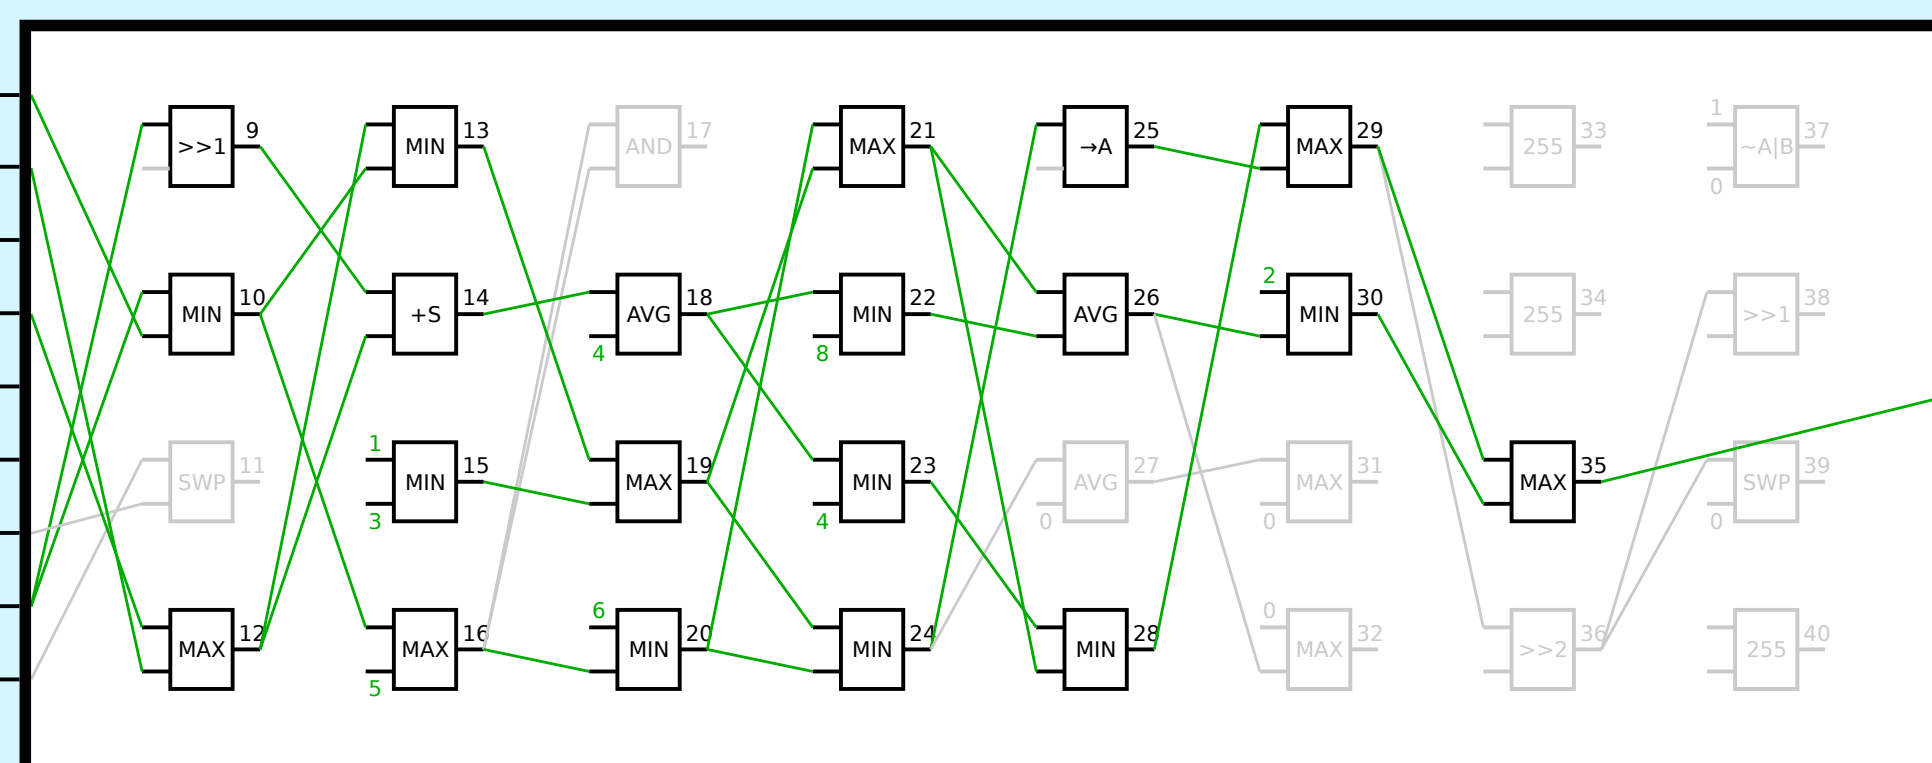 >>1 9 MIN 13 AND 17 MAX 21 →A 25 MAX 29 255 33 1 ~A|B 37 0
MIN 10 +S 14 AVG 18 4 MIN 22 8 AVG 26 2 MIN 30 255 34 >>1 38
SWP 11 1 MIN 15 3 MAX 19 MIN 23 4 AVG 27 0 MAX 31 0 MAX 35 SWP 39 0
MAX 12 MAX 16 5 6 MIN 20 MIN 24 MIN 28 0 MAX 32 >>2 36 255 40